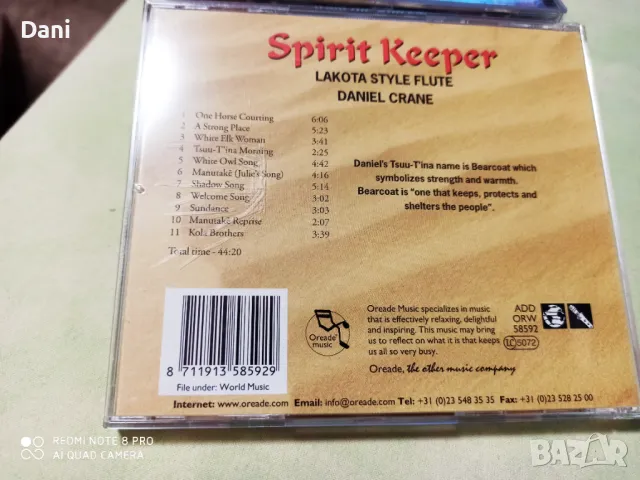 Dani
Spirit Keeper
LAKOTA STYLE FLUTE
DANIEL CRANE
1 One Horse Courting 6:06
2 A Strong Place 5:23
3 White Elk Woman 3:41
4 Tsuu-T'ina Morning 2:25
5 White Owl Song 4:42
6 Manutakē (Julie's Song) 4:16
7 Shadow Song 5:14
8 Welcome Song 3:02
9 Sundance 3:03
10 Manutakē Reprise 2:07
11 Kola Brothers 3:39
Total time - 44:20
Daniel's Tsuu-T'ina name is Bearcoat which
symbolizes strength and warmth.
Bearcoat is "one that keeps, protects and
shelters the people".
8 711913 585929
File under: World Music
Oreade
music
Oreade Music specializes in music
that is effectively relaxing, delightful
and inspiring. This music may bring
us to reflect on what it is that keeps
us all so very busy.
Oreade, the other music company
ADD
ORW
58592
LC 5072
Internet: www.oreade.com Email: info@oreade.com Tel: +31 (0)23 548 35 35 Fax: +31 (0)23 528 25 00
REDMI NOTE 8 PRO
AI QUAD CAMERA
BAZAR